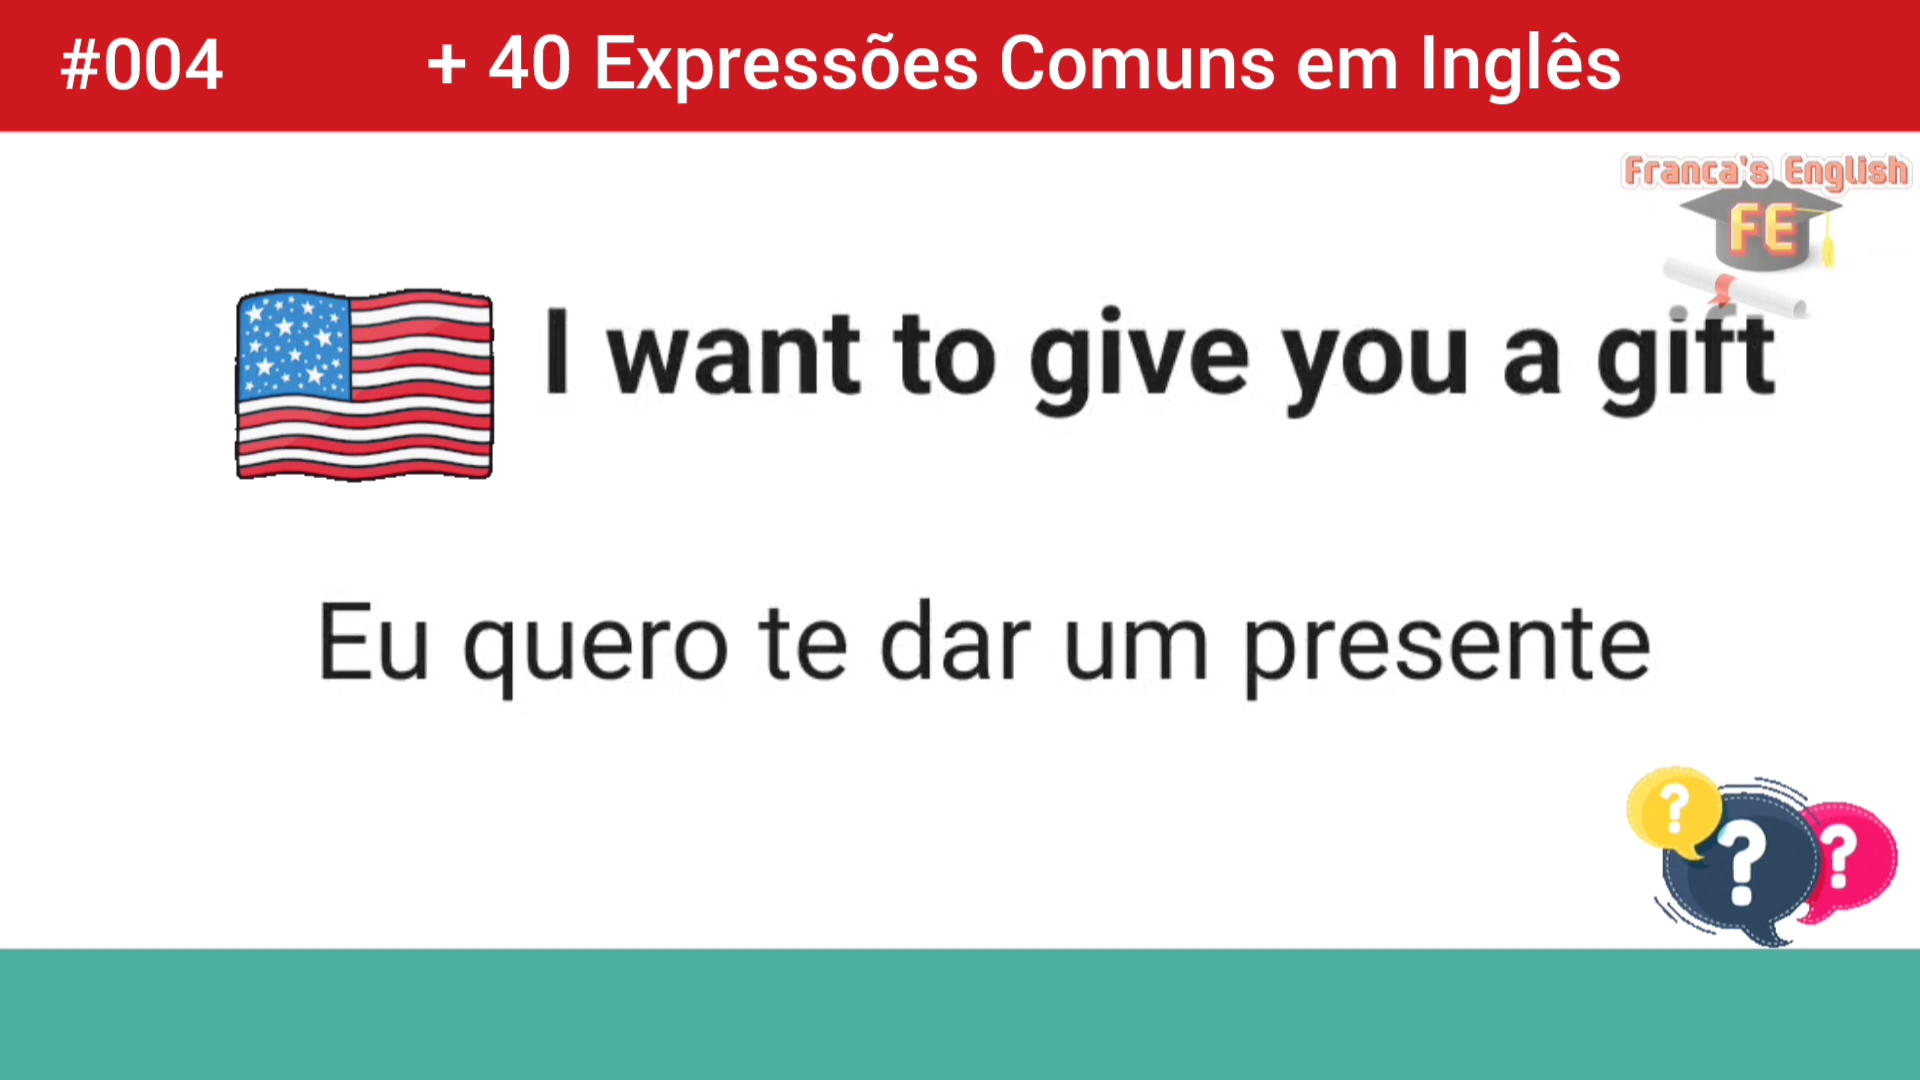 #004 + 40 Expressões Comuns em Inglês
Franca's English
FE
I want to give you a gift
Eu quero te dar um presente
? ? ?